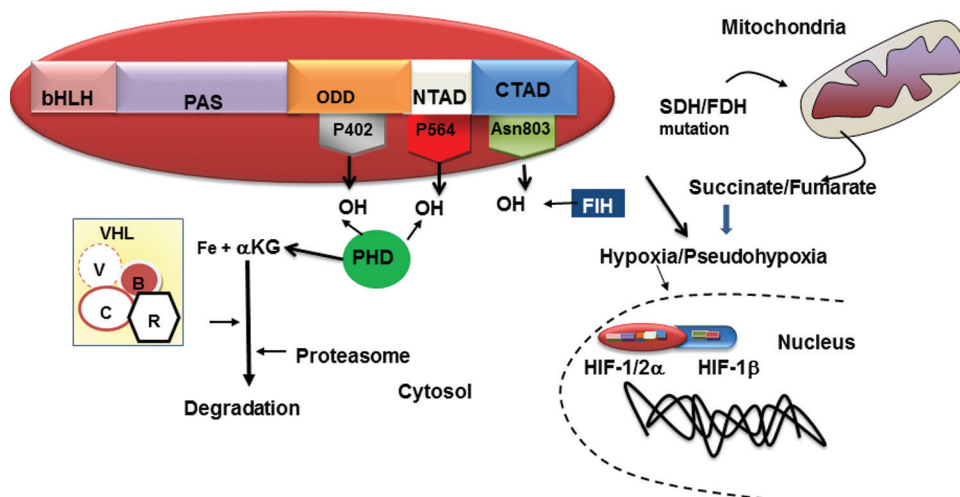 Mitochondria
bHLH PAS ODD NTAD CTAD
P402 P564 Asn803
SDH/FDH
mutation
OH OH OH FIH
Succinate/Fumarate
VHL
V
B
C
R
Fe + αKG
PHD
Hypoxia/Pseudohypoxia
Proteasome
Cytosol
Degradation
Nucleus
HIF-1/2α HIF-1β